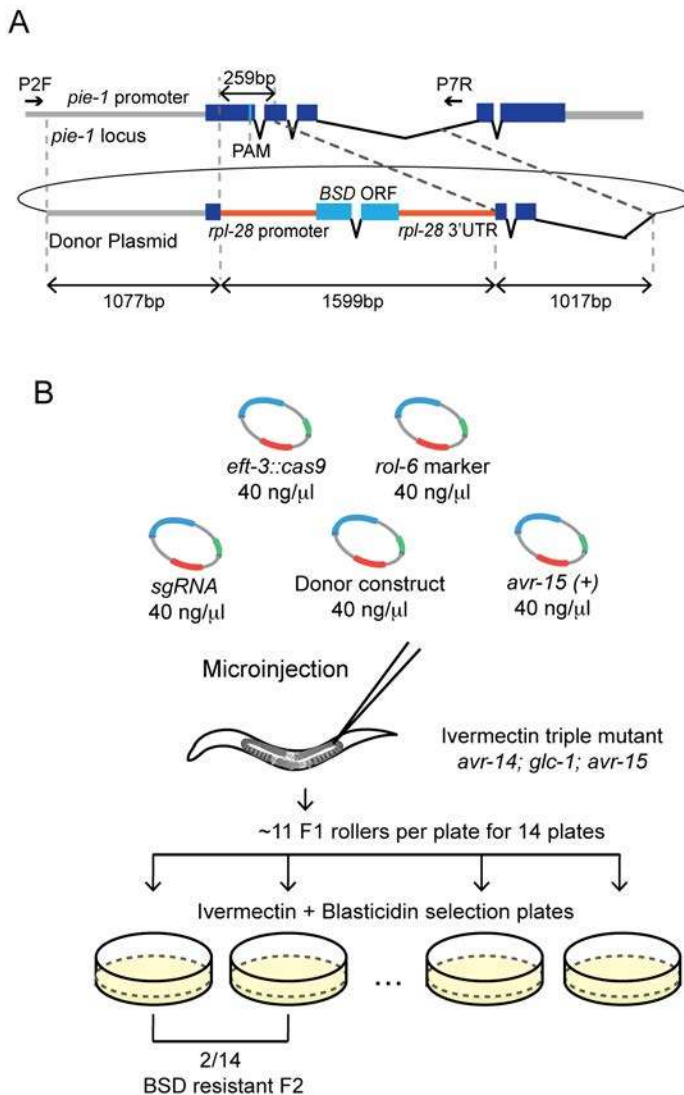 A
P2F
259bp
P7R
pie-1 promoter
pie-1 locus
PAM
BSD ORF
Donor Plasmid
rpl-28 promoter
rpl-28 3'UTR
1077bp
1599bp
1017bp
B
eft-3::cas9
40 ng/μl
rol-6 marker
40 ng/μl
sgRNA
40 ng/μl
Donor construct
40 ng/μl
avr-15 (+)
40 ng/μl
Microinjection
Ivermectin triple mutant
avr-14; glc-1; avr-15
~11 F1 rollers per plate for 14 plates
Ivermectin + Blasticidin selection plates
...
2/14
BSD resistant F2